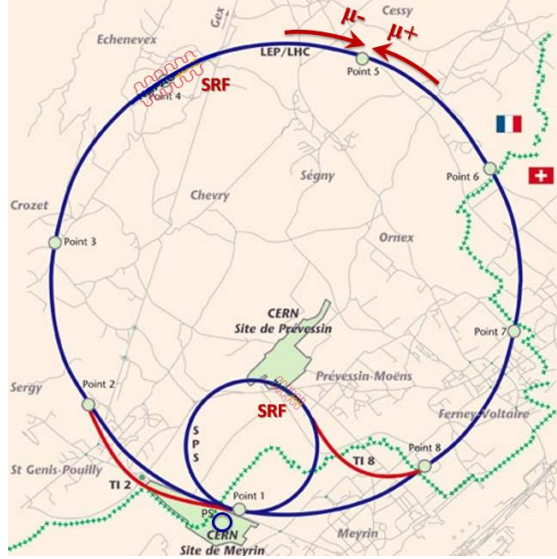 Cessy
μ-
μ+
Gex
Echenevex
LEP/LHC
Point 5
SRF
Point 4
Point 6
Ségny
Chevry
Crozet
Point 3
Ornex
CERN
Site de Prévessin
Point 7
Prévessin-Moëns
Sergy
Point 2
SRF
Ferney-Voltaire
SPS
Point 8
St Genis-Pouilly
TI 8
TI 2
Point 1
PS
CERN
Site de Meyrin
Meyrin